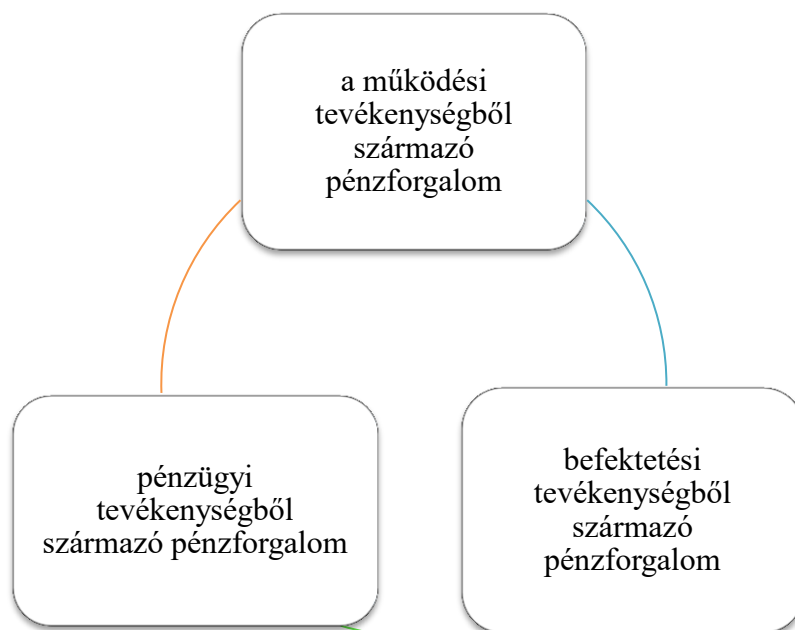 a működési
tevékenységből
származó
pénzforgalom
pénzügyi
tevékenységből
származó pénzforgalom
befektetési
tevékenységből
származó
pénzforgalom